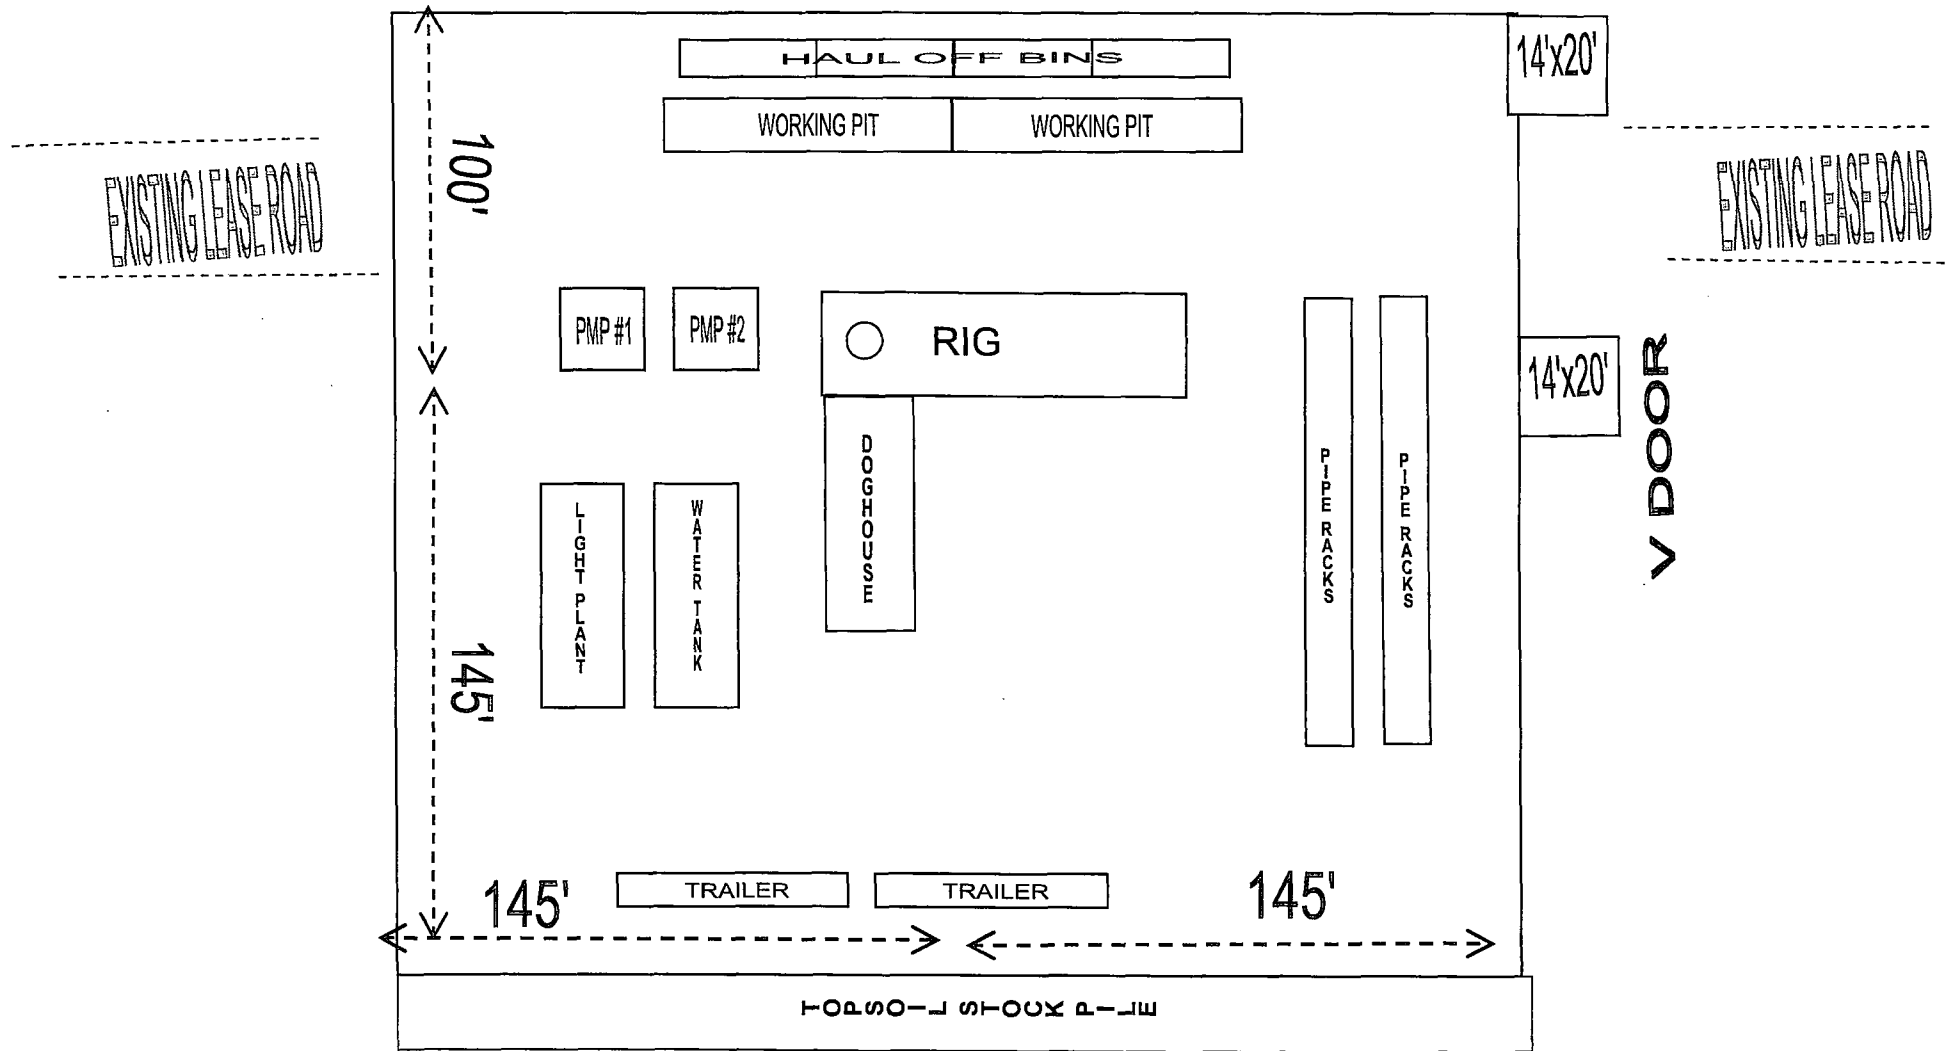 HAUL OFF BINS
14'x20'
WORKING PIT
WORKING PIT
100'
EXISTING LEASE ROAD
EXISTING LEASE ROAD
PMP #1
PMP #2
RIG
14'x20'
V DOOR
DOGHOUSE
PIPE RACKS
PIPE RACKS
LIGHT PLANT
WATER TANK
145'
145'
TRAILER
TRAILER
145'
TOPSOIL STOCK PILE